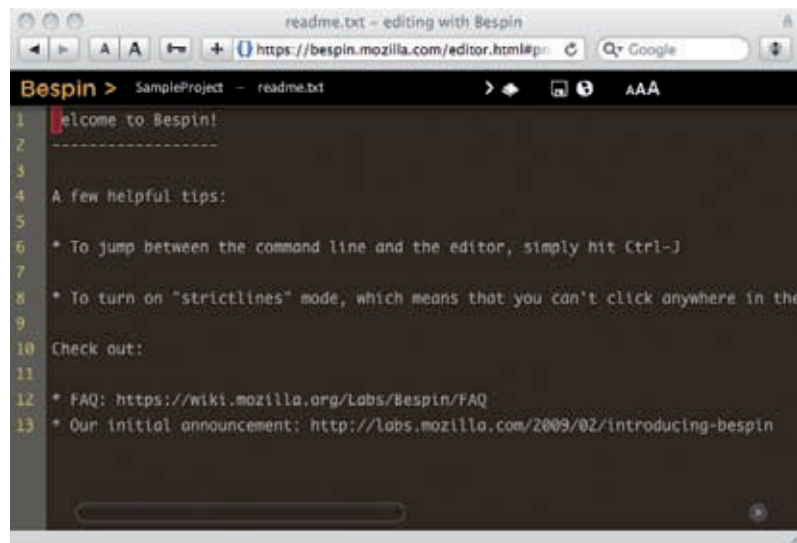 readme.txt – editing with Bespin
A A + https://bespin.mozilla.com/editor.html#pr Google
Bespin > SampleProject – readme.txt > AAA
1 elcome to Bespin!
2 ------------------
3
4 A few helpful tips:
5
6 * To jump between the command line and the editor, simply hit Ctrl-J
7
8 * To turn on "strictlines" mode, which means that you can't click anywhere in the
9
10 Check out:
11
12 * FAQ: https://wiki.mozilla.org/Labs/Bespin/FAQ
13 * Our initial announcement: http://labs.mozilla.com/2009/02/introducing-bespin